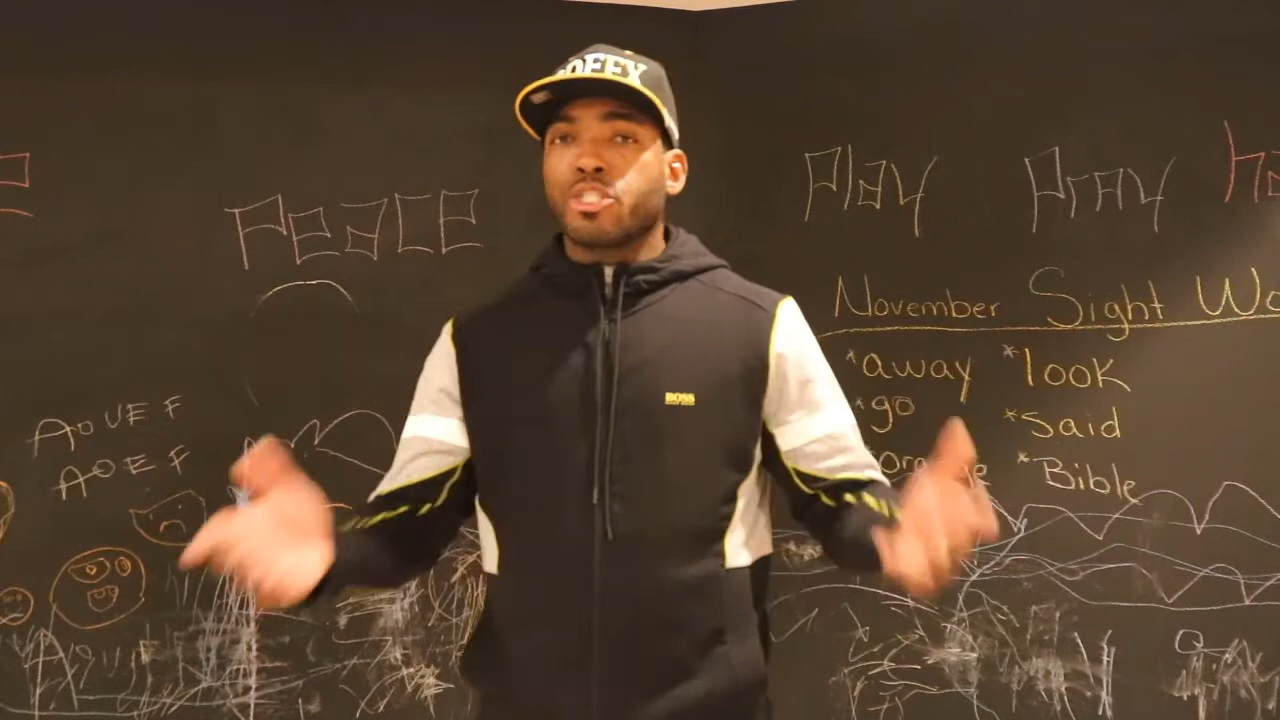 PEACE
Play Pray
November Sight
*away *look
*go *said
*Bible
BOSS
AOUEF
AOEF